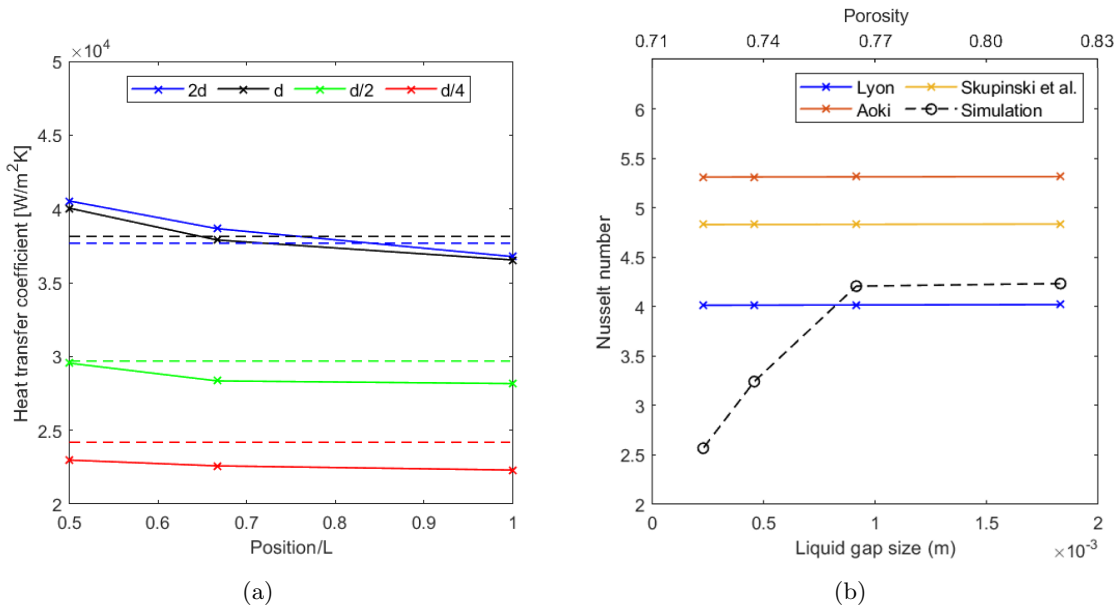 ×10⁴
5
4.5
4
3.5
3
2.5
2
2d d d/2 d/4
Heat transfer coefficient [W/m²K]
0.5 0.6 0.7 0.8 0.9 1
Position/L
(a)
Porosity
0.71 0.74 0.77 0.80 0.83
6
5.5
5
4.5
4
3.5
3
2.5
2
Lyon Skupinski et al.
Aoki Simulation
Nusselt number
0 0.5 1 1.5 2
Liquid gap size (m) ×10⁻³
(b)